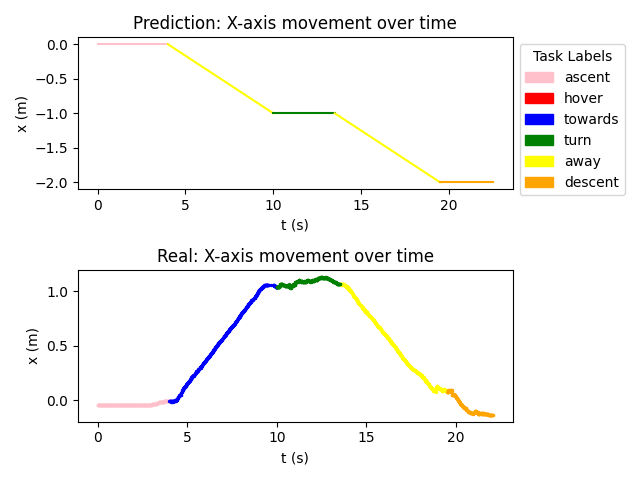 Prediction: X-axis movement over time
0.0
−0.5
−1.0
−1.5
−2.0
x (m)
0
5
10
15
20
t (s)
Task Labels
ascent
hover
towards
turn
away
descent
Real: X-axis movement over time
1.0
0.5
0.0
x (m)
0
5
10
15
20
t (s)